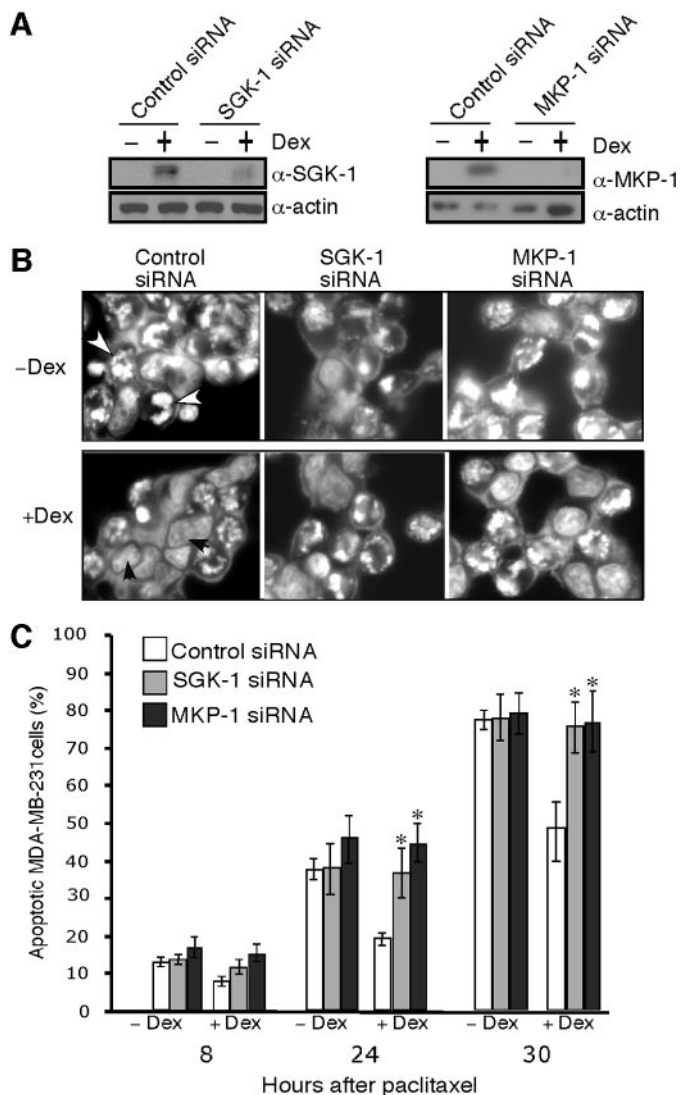 A
Control siRNA
SGK-1 siRNA
− + − + Dex
α-SGK-1
α-actin
Control siRNA
MKP-1 siRNA
− + − + Dex
α-MKP-1
α-actin
B
Control siRNA
SGK-1 siRNA
MKP-1 siRNA
−Dex
+Dex
C
Apoptotic MDA-MB-231cells (%)
100
90
80
70
60
50
40
30
20
10
0
Control siRNA
SGK-1 siRNA
MKP-1 siRNA
* *
* *
− Dex + Dex − Dex + Dex − Dex + Dex
8 24 30
Hours after paclitaxel